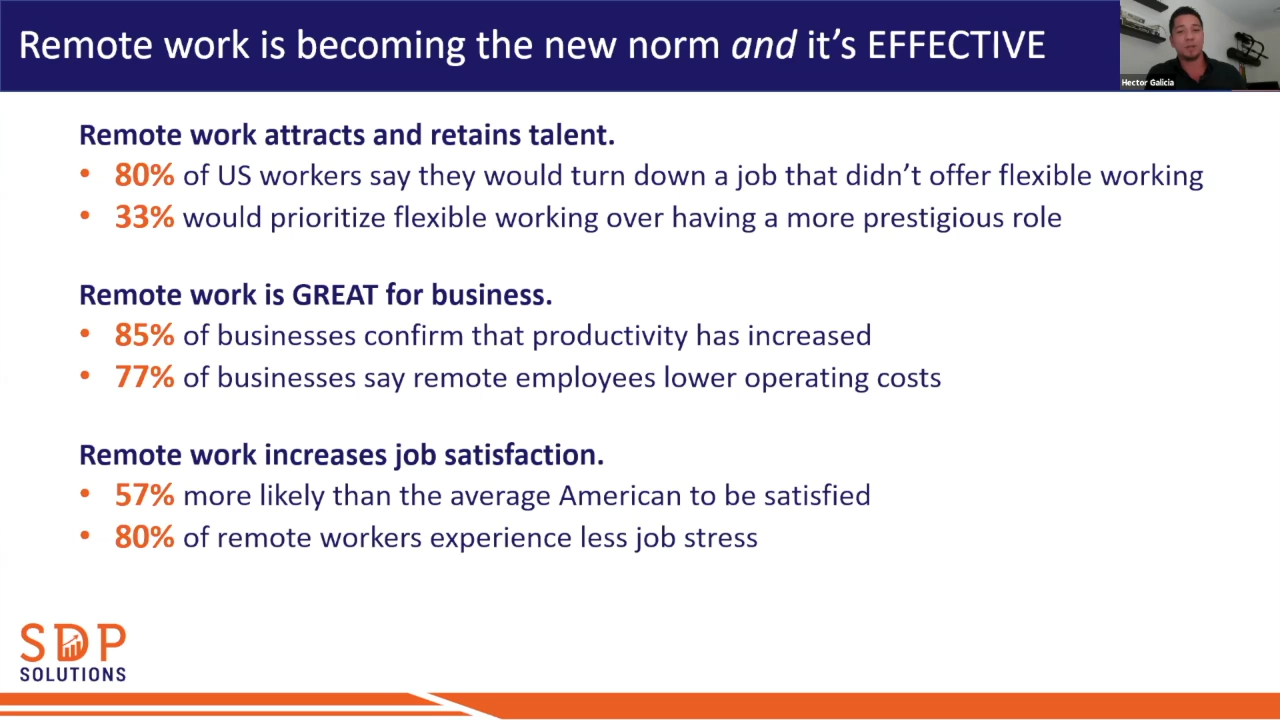 Remote work is becoming the new norm and it's EFFECTIVE
Hector Galicia
Remote work attracts and retains talent.
• 80% of US workers say they would turn down a job that didn't offer flexible working
• 33% would prioritize flexible working over having a more prestigious role
Remote work is GREAT for business.
• 85% of businesses confirm that productivity has increased
• 77% of businesses say remote employees lower operating costs
Remote work increases job satisfaction.
• 57% more likely than the average American to be satisfied
• 80% of remote workers experience less job stress
SDP
SOLUTIONS